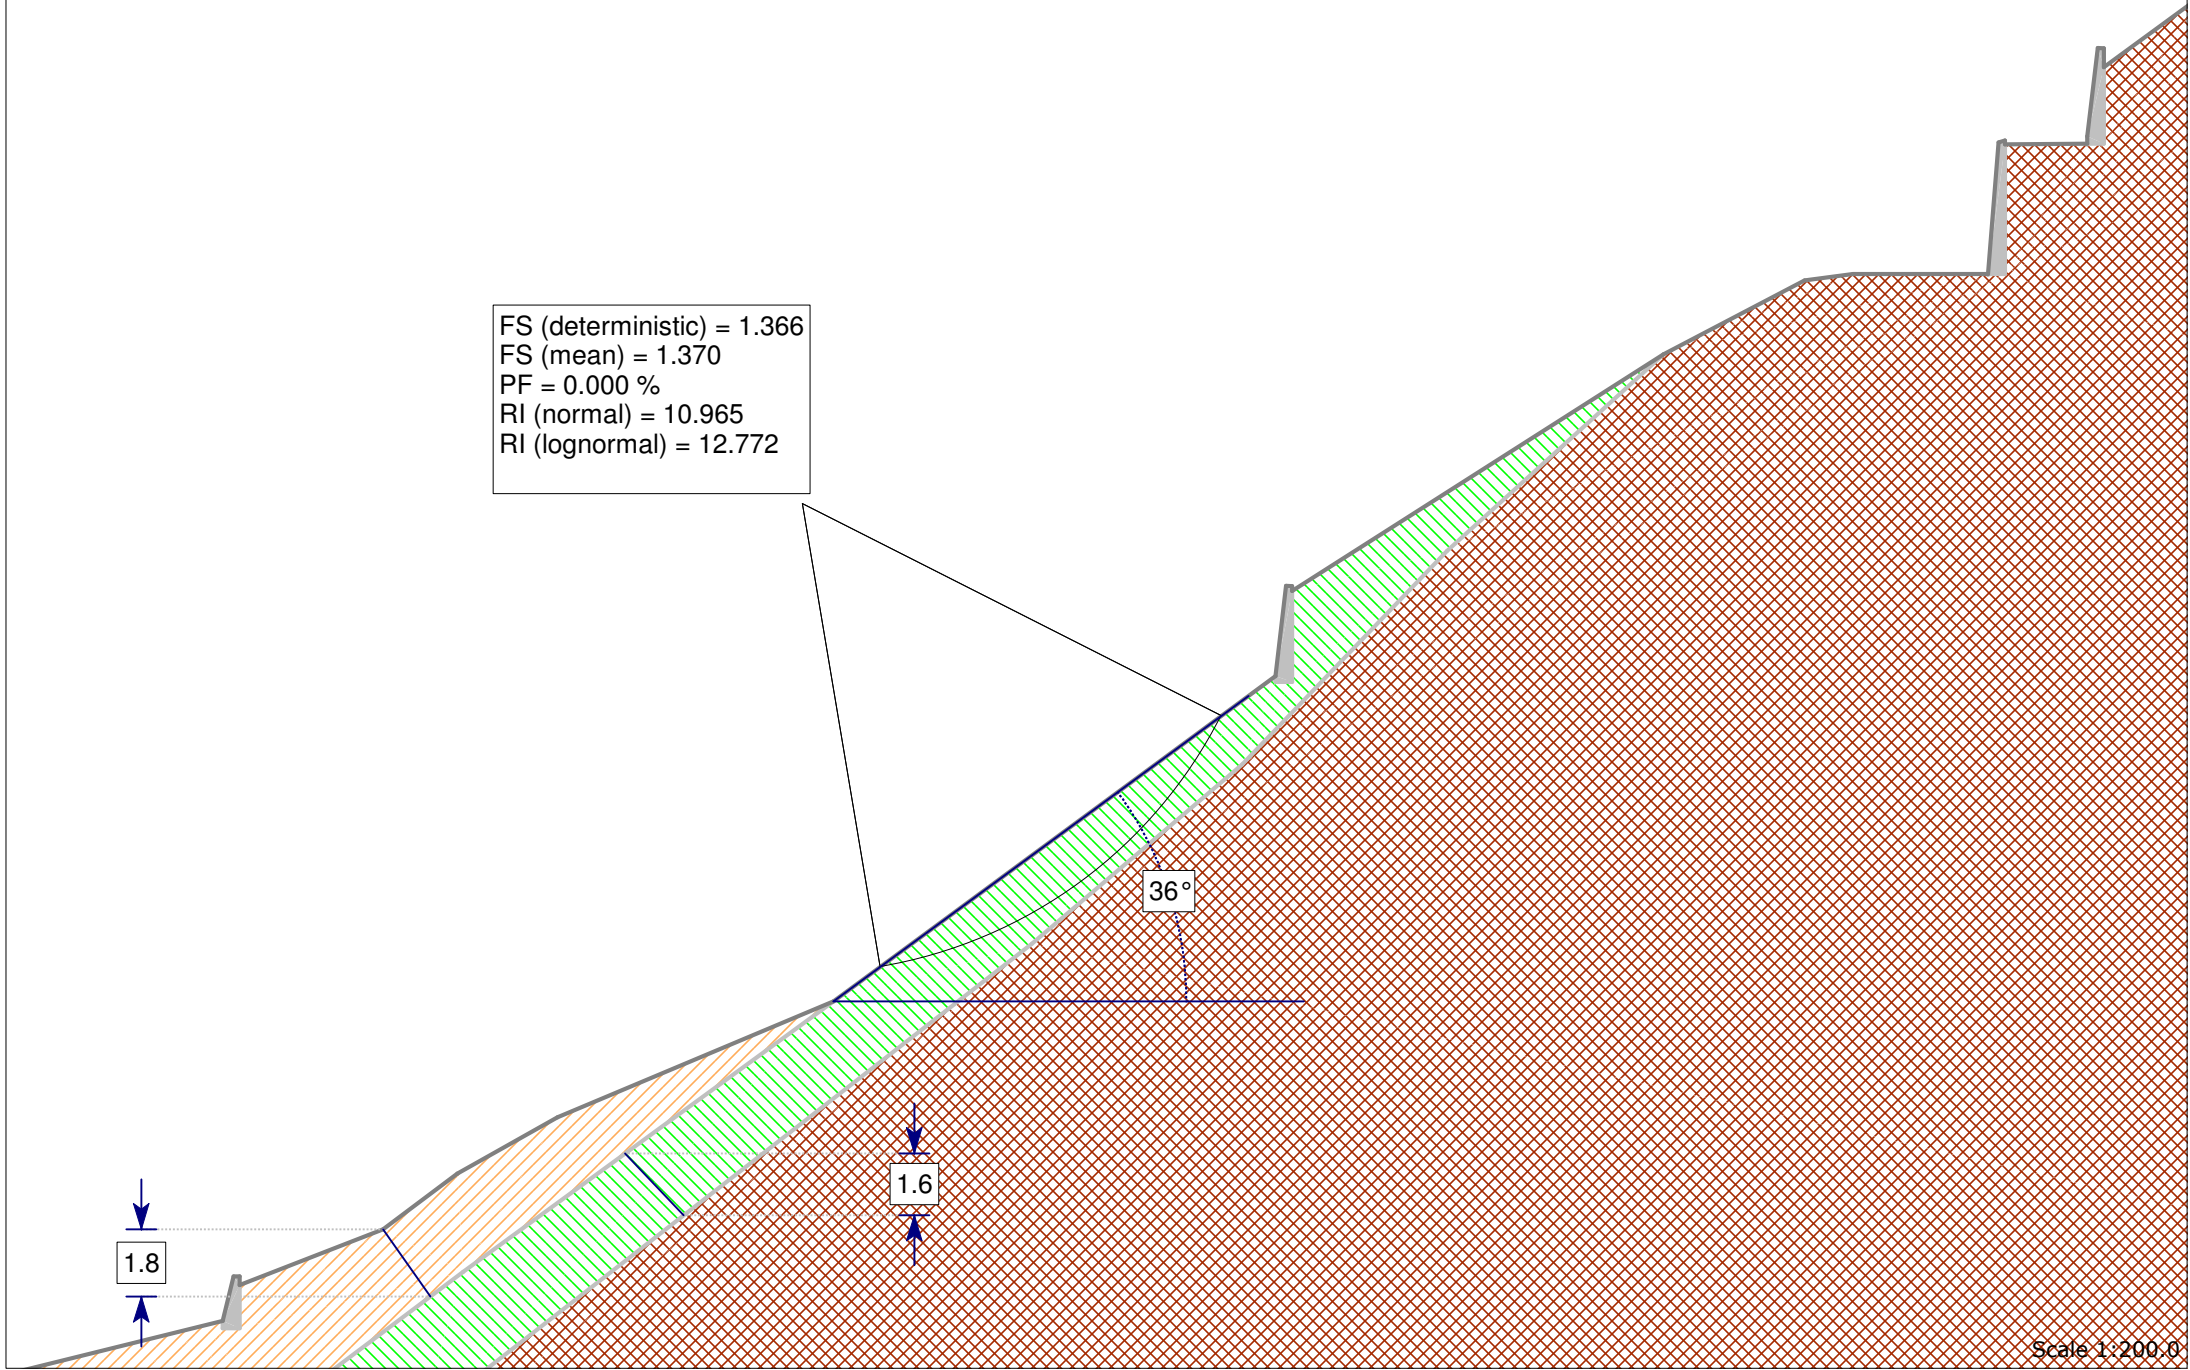 FS (deterministic) = 1.366
FS (mean) = 1.370
PF = 0.000 %
RI (normal) = 10.965
RI (lognormal) = 12.772
36°
1.6
1.8
Scale 1:200.0